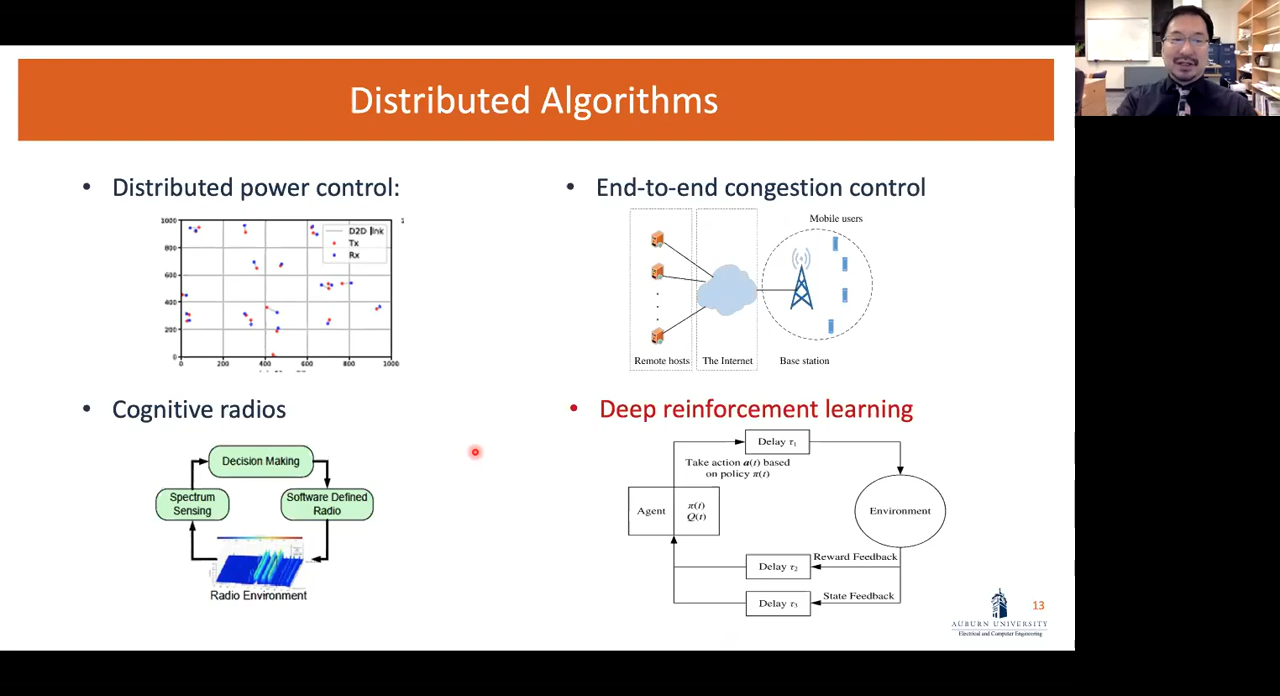 Distributed Algorithms
• Distributed power control:
1000
800
600
400
200
0
0 200 400 600 800 1000
1
D2D link
Tx
Rx
• End-to-end congestion control
Mobile users
Remote hosts
The Internet
Base station
• Cognitive radios
Decision Making
Spectrum
Sensing
Software Defined
Radio
Radio Environment
• Deep reinforcement learning
Delay τ₁
Take action a(t) based
on policy π(t)
Agent
π(t)
Q(t)
Environment
Reward Feedback
Delay τ₂
State Feedback
Delay τ₃
AUBURN UNIVERSITY
Electrical and Computer Engineering
13